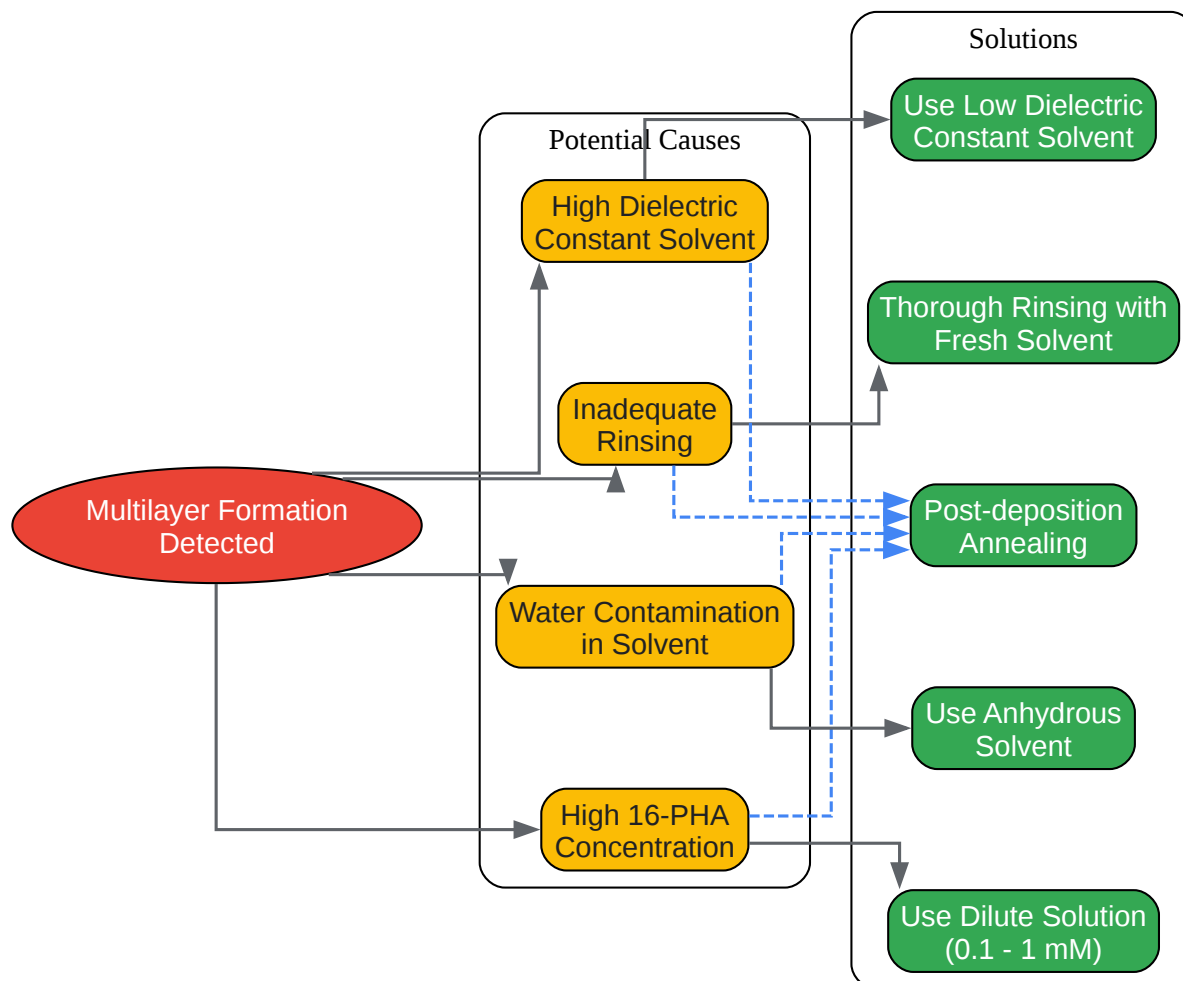 Solutions
Use Low Dielectric
Constant Solvent
Potential Causes
High Dielectric
Constant Solvent
Thorough Rinsing with
Fresh Solvent
Inadequate
Rinsing
Multilayer Formation
Detected
Post-deposition
Annealing
Water Contamination
in Solvent
Use Anhydrous
Solvent
High 16-PHA
Concentration
Use Dilute Solution
(0.1 - 1 mM)